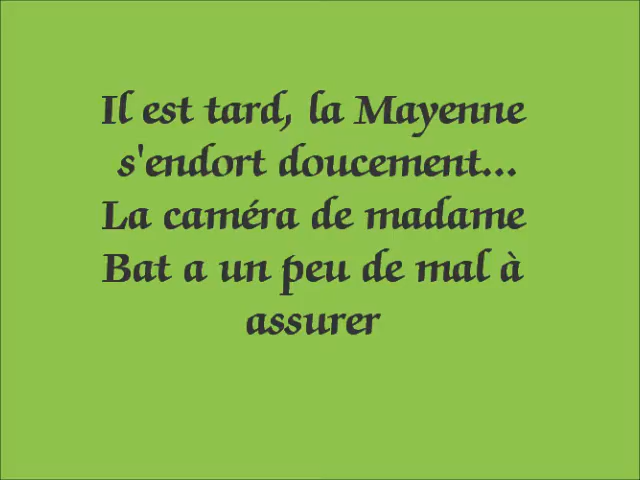 Il est tard, la Mayenne
s'endort doucement...
La caméra de madame
Bat a un peu de mal à
assurer